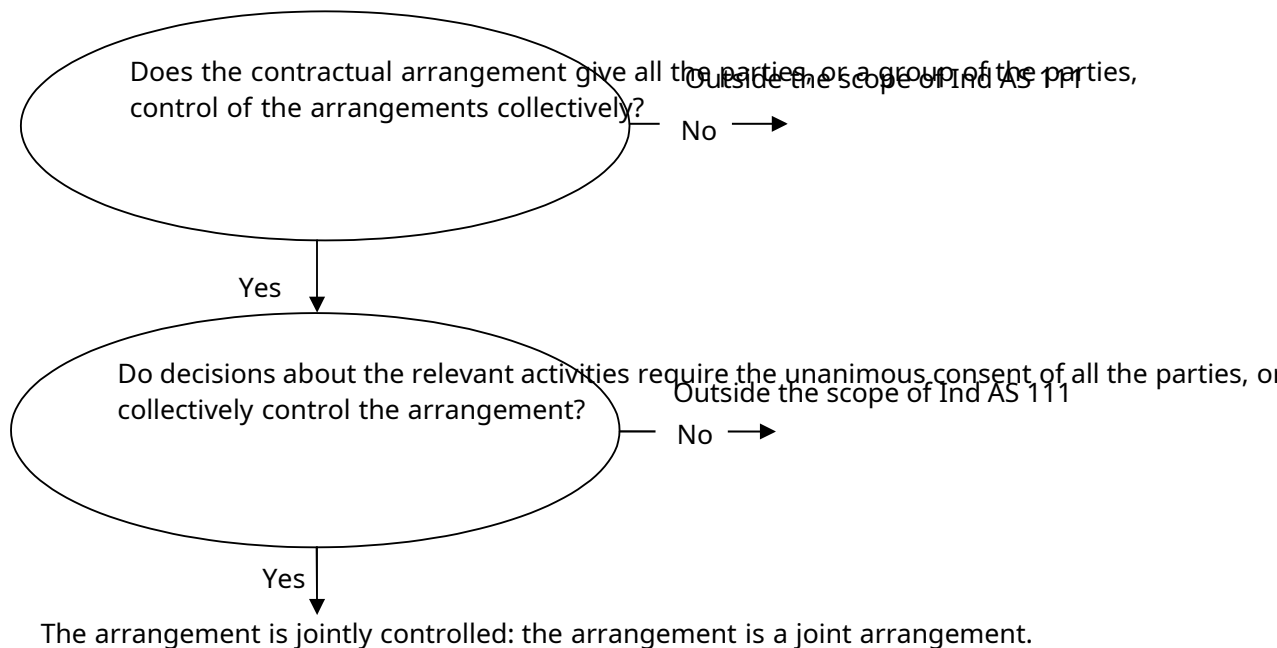 Does the contractual arrangement give all the parties, or a group of the parties,
control of the arrangements collectively?
Outside the scope of Ind AS 111
No
Yes
Do decisions about the relevant activities require the unanimous consent of all the parties, or
collectively control the arrangement?
Outside the scope of Ind AS 111
No
Yes
The arrangement is jointly controlled: the arrangement is a joint arrangement.